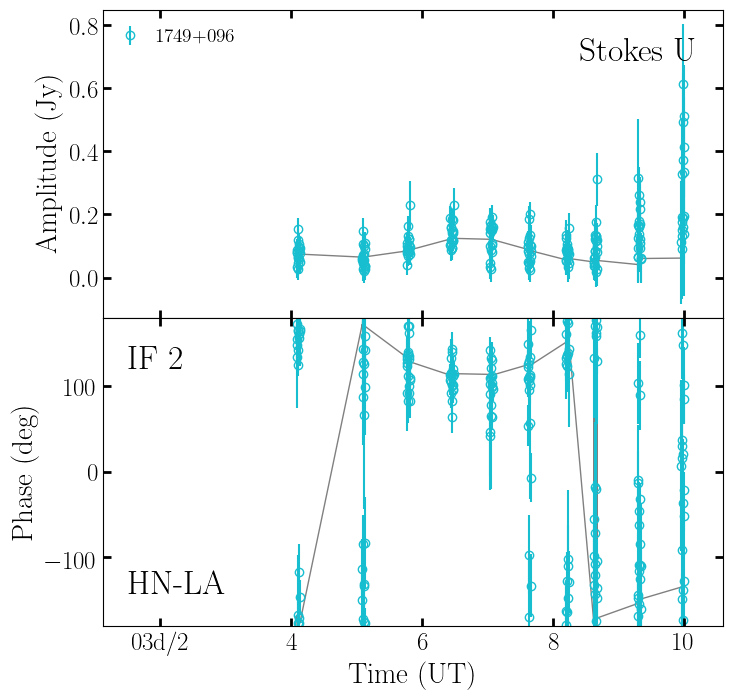 1749+096
Stokes U
0.8
0.6
0.4
0.2
0.0
Amplitude (Jy)
IF 2
100
0
−100
Phase (deg)
HN-LA
03d/2 4 6 8 10
Time (UT)